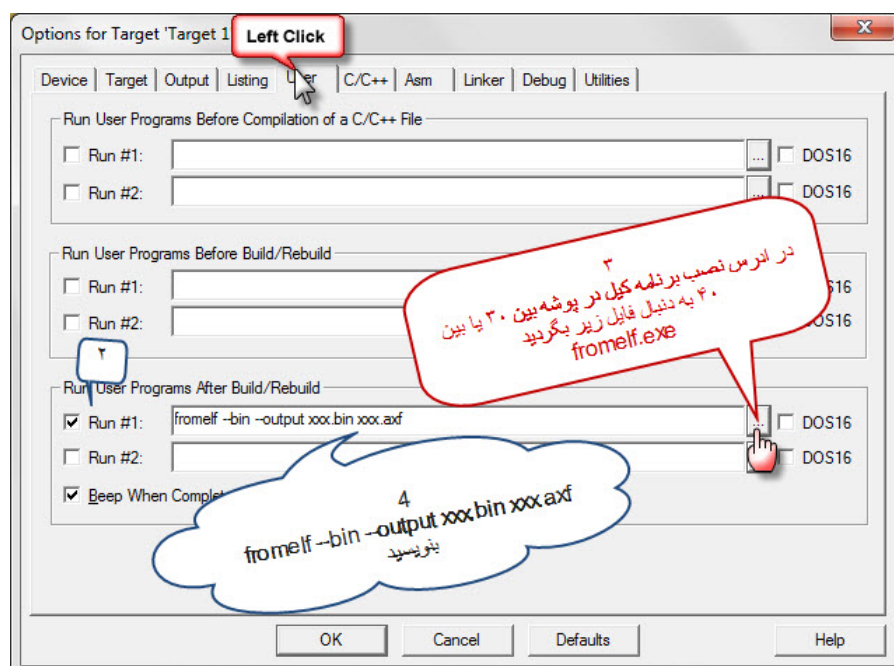 Options for Target 'Target 1
Left Click
Device Target Output Listing User C/C++ Asm Linker Debug Utilities
Run User Programs Before Compilation of a C/C++ File
Run #1: ... DOS16
Run #2: ... DOS16
Run User Programs Before Build/Rebuild
Run #1: S16
Run #2: OS16
۳
در ادرس نصب برنامه کیل در پوشه بین ۳۰ یا بین
۴۰ به دنبال فایل زیر بگردید
fromelf.exe
۲
Run User Programs After Build/Rebuild
Run #1: fromelf --bin --output xxx.bin xxx.axf ... DOS16
Run #2: DOS16
Beep When Complet
4
fromelf --bin --output xxx.bin xxx.axf
بنویسید
OK Cancel Defaults Help